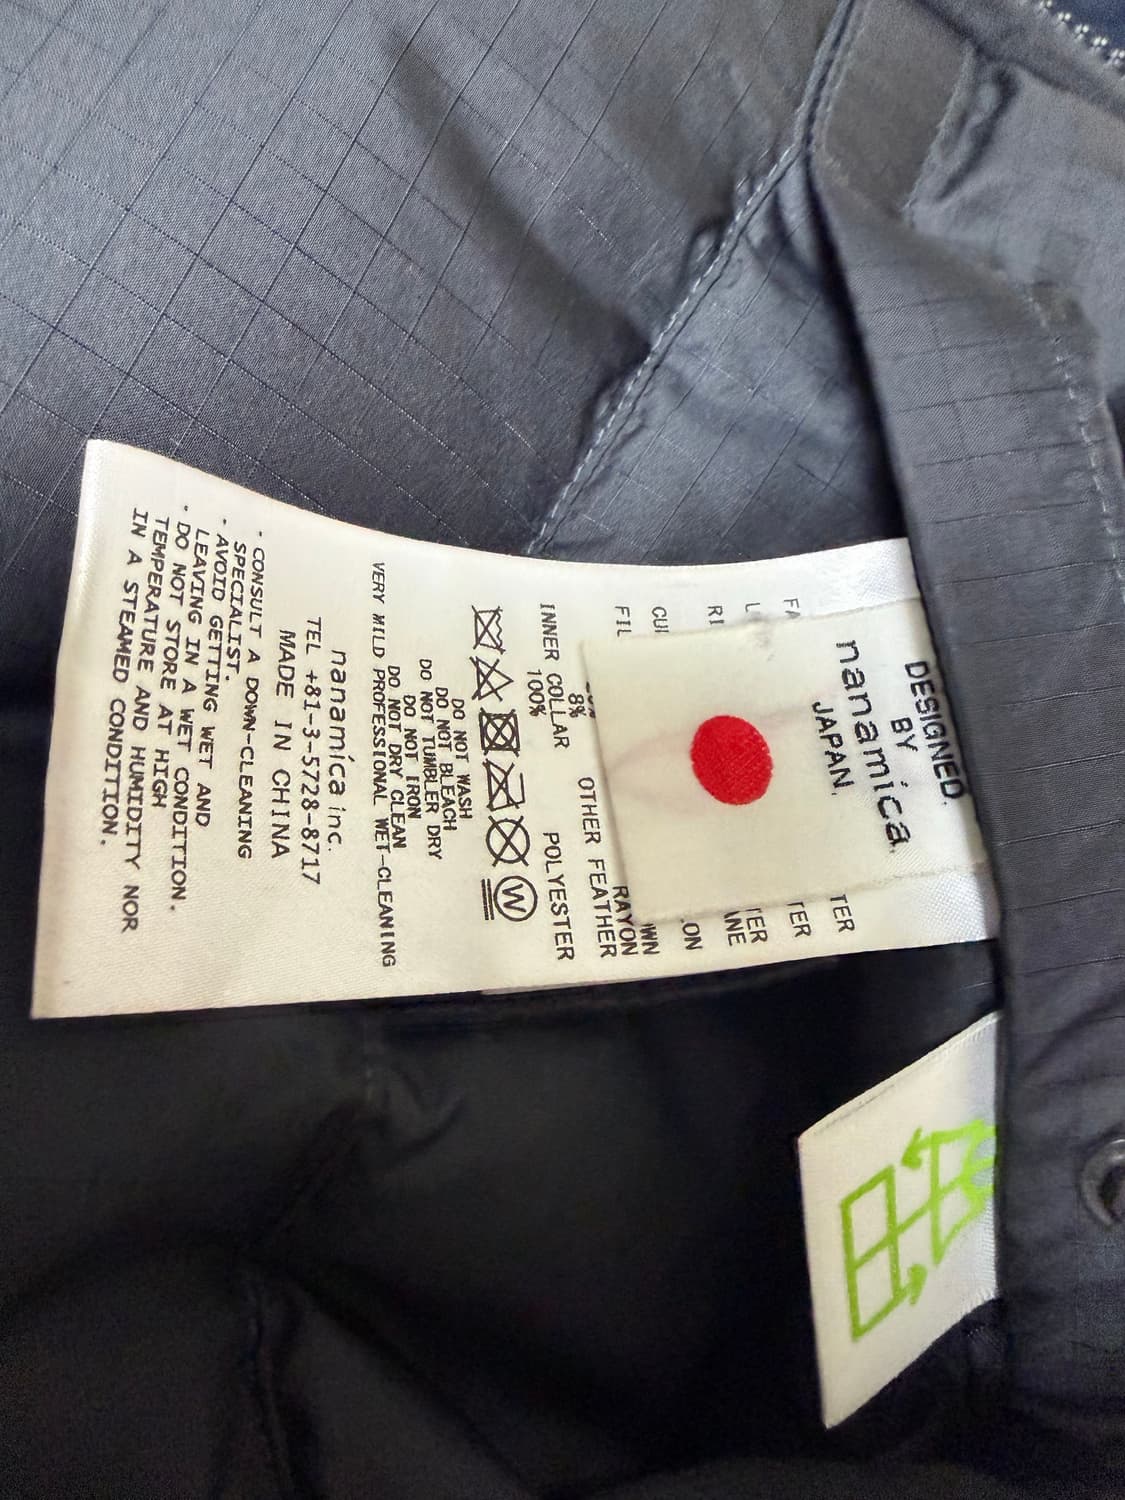 DESIGNED.
BY
nanamica.
JAPAN.
8%
OTHER FEATHER
RAYON
INNER COLLAR
100%
POLYESTER
W
DO NOT WASH
DO NOT BLEACH
DO NOT TUMBLER DRY
DO NOT IRON
DO NOT DRY CLEAN
VERY MILD PROFESSIONAL WET-CLEANING
nanamica inc.
TEL +81-3-5728-8717
MADE IN CHINA
· CONSULT A DOWN-CLEANING
SPECIALIST.
· AVOID GETTING WET AND
LEAVING IN A WET CONDITION.
· DO NOT STORE AT HIGH
TEMPERATURE AND HUMIDITY NOR
IN A STEAMED CONDITION.